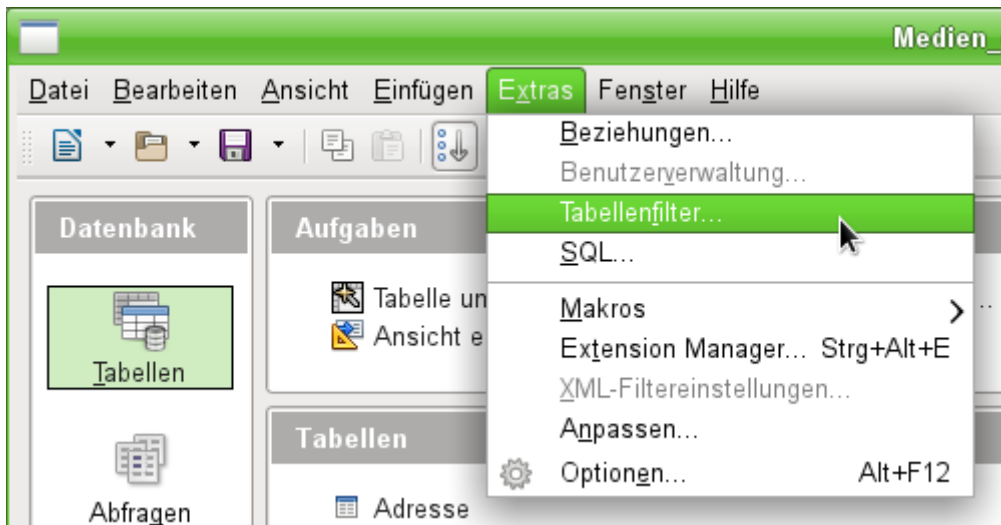 Medien_
Datei Bearbeiten Ansicht Einfügen Extras Fenster Hilfe
Beziehungen...
Benutzerverwaltung...
Tabellenfilter...
SQL...
Makros
Extension Manager... Strg+Alt+E
XML-Filtereinstellungen...
Anpassen...
Optionen... Alt+F12
Datenbank
Tabellen
Abfragen
Aufgaben
Tabelle un
Ansicht e
...
Tabellen
Adresse